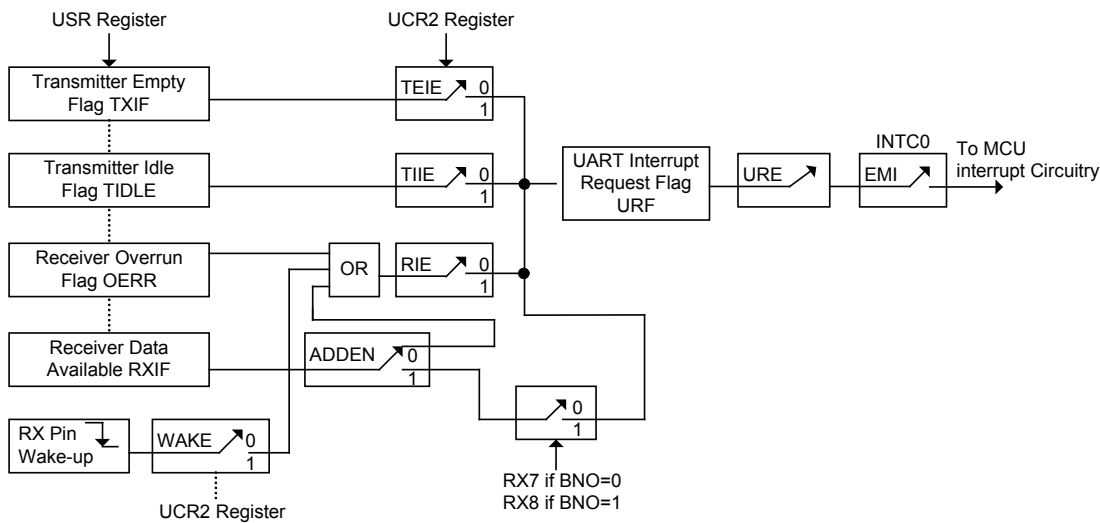 USR Register
UCR2 Register
Transmitter Empty
Flag TXIF
TEIE
0
1
Transmitter Idle
Flag TIDLE
TIIE
0
1
UART Interrupt
Request Flag
URF
URE
INTC0
EMI
To MCU
interrupt Circuitry
Receiver Overrun
Flag OERR
OR
RIE
0
1
Receiver Data
Available RXIF
ADDEN
0
1
0
1
RX Pin
Wake-up
WAKE
0
1
RX7 if BNO=0
RX8 if BNO=1
UCR2 Register